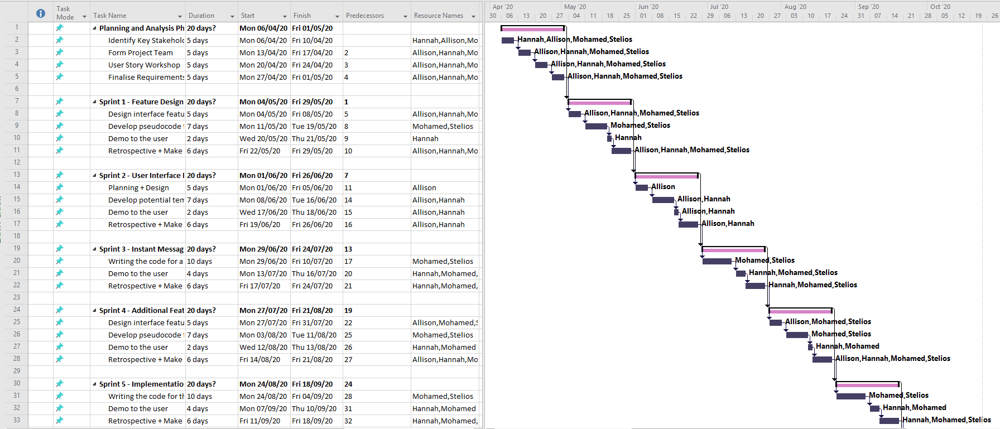 Task Mode Task Name Duration Start Finish Predecessors Resource Names
Apr '20 May '20 Jun '20 Jul '20 Aug '20 Sep '20 Oct '20
30 06 13 20 27 04 11 18 25 01 08 15 22 29 06 13 20 27 03 10 17 24 31 07 14 21 28 05 12 19 26
1 Planning and Analysis Ph 20 days? Mon 06/04/20 Fri 01/05/20
2 Identify Key Stakehold 5 days Mon 06/04/20 Fri 10/04/20 Hannah,Allison,Mo Hannah,Allison,Mohamed,Stelios
3 Form Project Team 5 days Mon 13/04/20 Fri 17/04/20 2 Allison,Hannah,Mo Allison,Hannah,Mohamed,Stelios
4 User Story Workshop 5 days Mon 20/04/20 Fri 24/04/20 3 Allison,Hannah,Mo Allison,Hannah,Mohamed,Stelios
5 Finalise Requirements 5 days Mon 27/04/20 Fri 01/05/20 4 Allison,Hannah,Mo Allison,Hannah,Mohamed,Stelios
6
7 Sprint 1 - Feature Design 20 days? Mon 04/05/20 Fri 29/05/20 1
8 Design interface featu 5 days Mon 04/05/20 Fri 08/05/20 5 Allison,Hannah,Mo Allison,Hannah,Mohamed,Stelios
9 Develop pseudocode 7 days Mon 11/05/20 Tue 19/05/20 8 Mohamed,Stelios Mohamed,Stelios
10 Demo to the user 2 days Wed 20/05/20 Thu 21/05/20 9 Hannah Hannah
11 Retrospective + Make 6 days Fri 22/05/20 Fri 29/05/20 10 Allison,Hannah,Mo Allison,Hannah,Mohamed,Stelios
12
13 Sprint 2 - User Interface 20 days? Mon 01/06/20 Fri 26/06/20 7
14 Planning + Design 5 days Mon 01/06/20 Fri 05/06/20 11 Allison Allison
15 Develop potential tem 7 days Mon 08/06/20 Tue 16/06/20 14 Allison,Hannah Allison,Hannah
16 Demo to the user 2 days Wed 17/06/20 Thu 18/06/20 15 Allison,Hannah Allison,Hannah
17 Retrospective + Make 6 days Fri 19/06/20 Fri 26/06/20 16 Allison,Hannah Allison,Hannah
18
19 Sprint 3 - Instant Messag 20 days? Mon 29/06/20 Fri 24/07/20 13
20 Writing the code for a 10 days Mon 29/06/20 Fri 10/07/20 17 Mohamed,Stelios Mohamed,Stelios
21 Demo to the user 4 days Mon 13/07/20 Thu 16/07/20 20 Hannah,Mohamed, Hannah,Mohamed,Stelios
22 Retrospective + Make 6 days Fri 17/07/20 Fri 24/07/20 21 Hannah,Mohamed, Hannah,Mohamed,Stelios
23
24 Sprint 4 - Additional Feat 20 days? Mon 27/07/20 Fri 21/08/20 19
25 Design interface featu 5 days Mon 27/07/20 Fri 31/07/20 22 Allison,Mohamed,S Allison,Mohamed,Stelios
26 Develop pseudocode 7 days Mon 03/08/20 Tue 11/08/20 25 Mohamed,Stelios Mohamed,Stelios
27 Demo to the user 2 days Wed 12/08/20 Thu 13/08/20 26 Hannah,Mohamed Hannah,Mohamed
28 Retrospective + Make 6 days Fri 14/08/20 Fri 21/08/20 27 Allison,Hannah,Mo Allison,Hannah,Mohamed,Stelios
29
30 Sprint 5 - Implementatio 20 days? Mon 24/08/20 Fri 18/09/20 24
31 Writing the code for th 10 days Mon 24/08/20 Fri 04/09/20 28 Mohamed,Stelios Mohamed,Stelios
32 Demo to the user 4 days Mon 07/09/20 Thu 10/09/20 31 Hannah,Mohamed Hannah,Mohamed
33 Retrospective + Make 6 days Fri 11/09/20 Fri 18/09/20 32 Hannah,Mohamed Hannah,Mohamed,Stelios